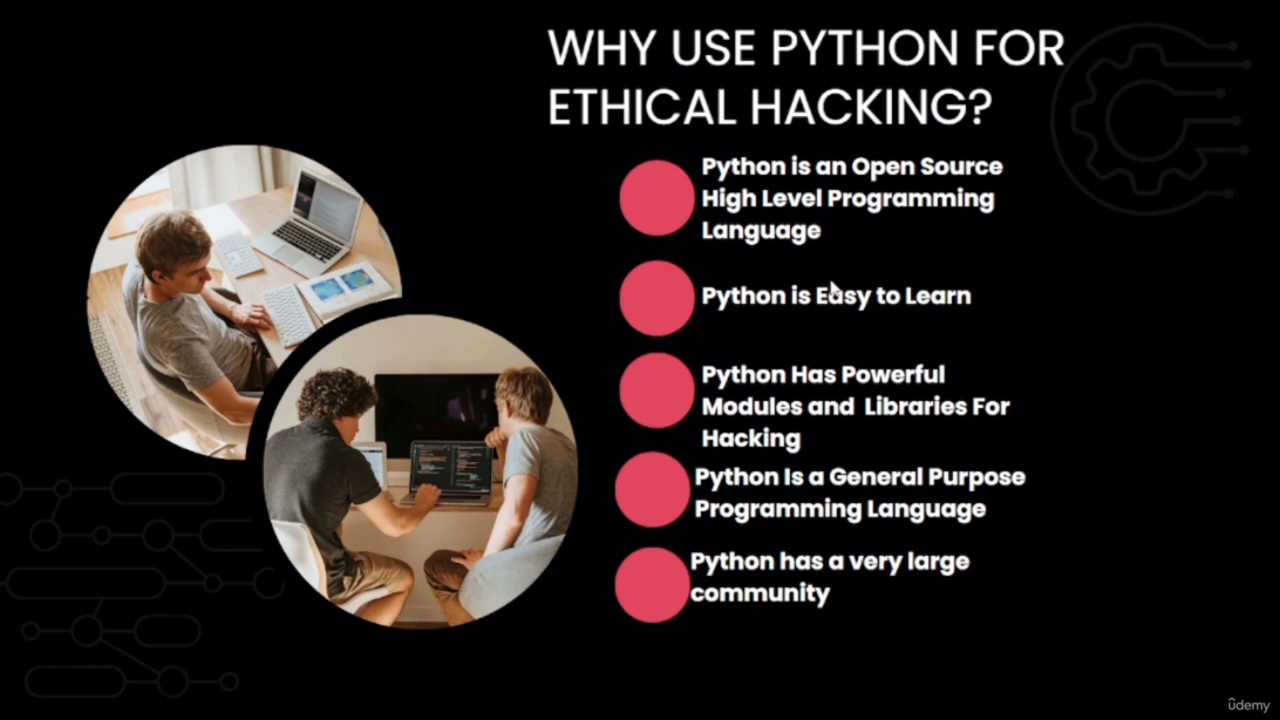 WHY USE PYTHON FOR
ETHICAL HACKING?
Python is an Open Source
High Level Programming
Language
Python is Easy to Learn
Python Has Powerful
Modules and  Libraries For
Hacking
Python Is a General Purpose
Programming Language
Python has a very large
community
ûdemy